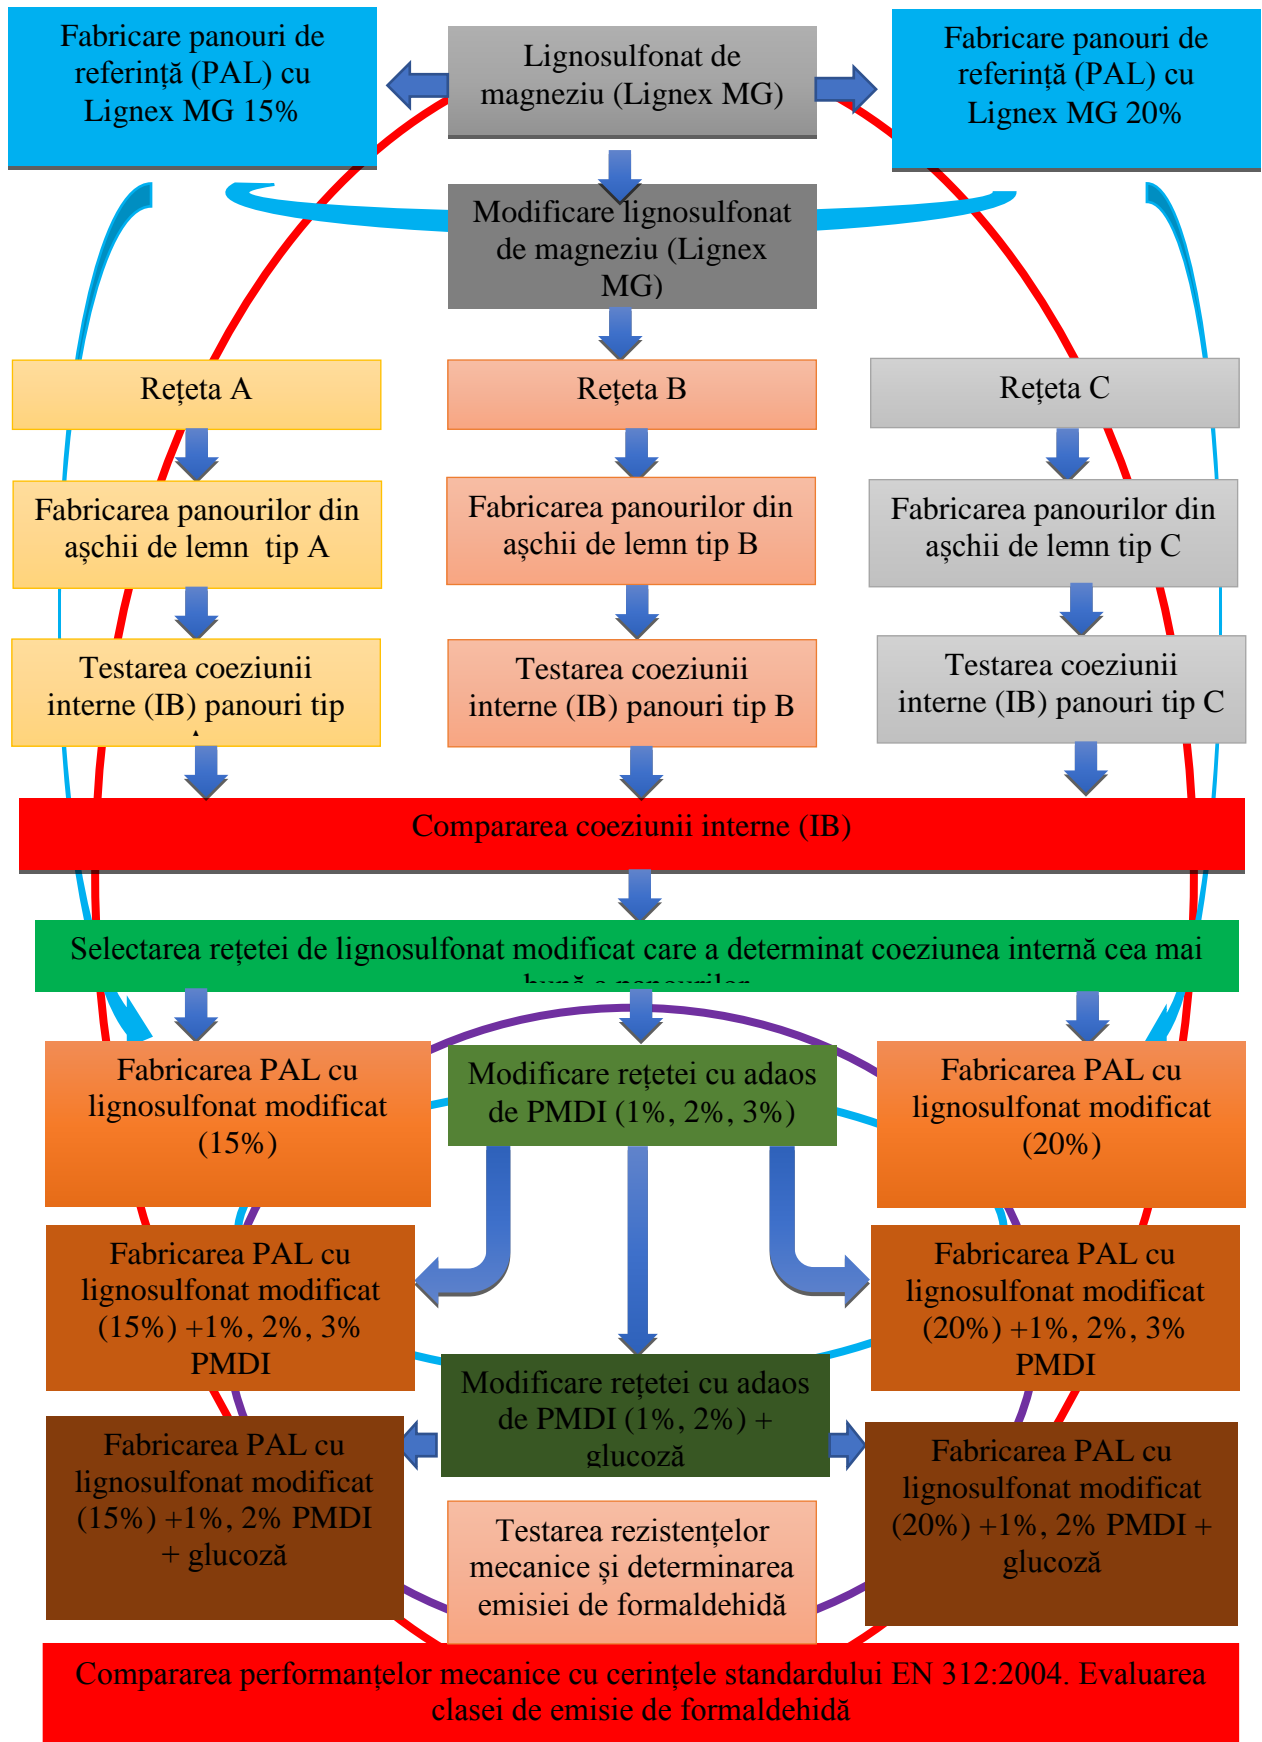 Fabricare panouri de
referință (PAL) cu
Lignex MG 15%
Lignosulfonat de
magneziu (Lignex MG)
Fabricare panouri de
referință (PAL) cu
Lignex MG 20%
Modificare lignosulfonat
de magneziu (Lignex
MG)
Rețeta A
Rețeta B
Rețeta C
Fabricarea panourilor din
așchii de lemn tip A
Fabricarea panourilor din
așchii de lemn tip B
Fabricarea panourilor din
așchii de lemn tip C
Testarea coeziunii
interne (IB) panouri tip
Testarea coeziunii
interne (IB) panouri tip B
Testarea coeziunii
interne (IB) panouri tip C
Compararea coeziunii interne (IB)
Selectarea rețetei de lignosulfonat modificat care a determinat coeziunea internă cea mai
bună a panourilor
Fabricarea PAL cu
lignosulfonat modificat
(15%)
Modificare rețetei cu adaos
de PMDI (1%, 2%, 3%)
Fabricarea PAL cu
lignosulfonat modificat
(20%)
Fabricarea PAL cu
lignosulfonat modificat
(15%) +1%, 2%, 3%
PMDI
Fabricarea PAL cu
lignosulfonat modificat
(20%) +1%, 2%, 3%
PMDI
Modificare rețetei cu adaos
de PMDI (1%, 2%) +
glucoză
Fabricarea PAL cu
lignosulfonat modificat
(15%) +1%, 2% PMDI
+ glucoză
Fabricarea PAL cu
lignosulfonat modificat
(20%) +1%, 2% PMDI +
glucoză
Testarea rezistențelor
mecanice și determinarea
emisiei de formaldehidă
Compararea performanțelor mecanice cu cerințele standardului EN 312:2004. Evaluarea
clasei de emisie de formaldehidă